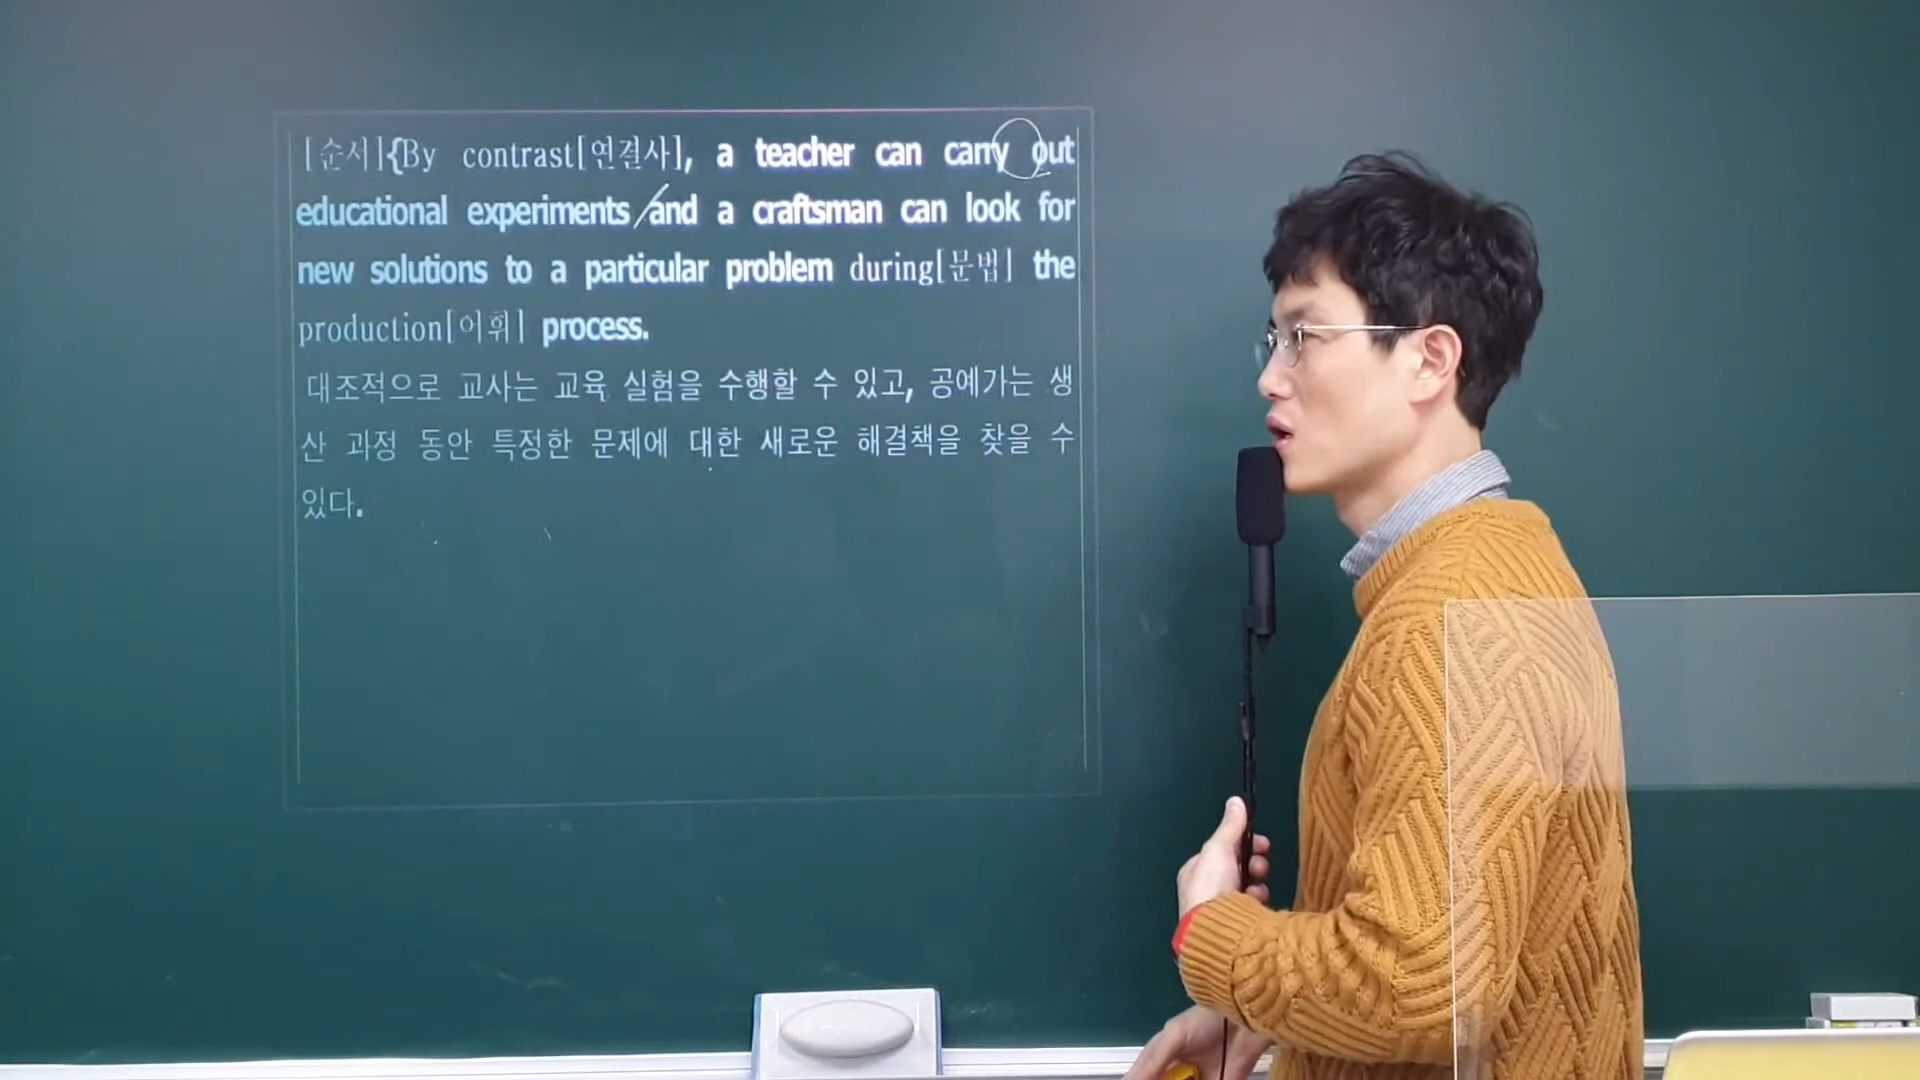 [순서]{By contrast[연결사], a teacher can carry out
educational experiments and a craftsman can look for
new solutions to a particular problem during[문법] the
production[어휘] process.
대조적으로 교사는 교육 실험을 수행할 수 있고, 공예가는 생
산 과정 동안 특정한 문제에 대한 새로운 해결책을 찾을 수
있다.